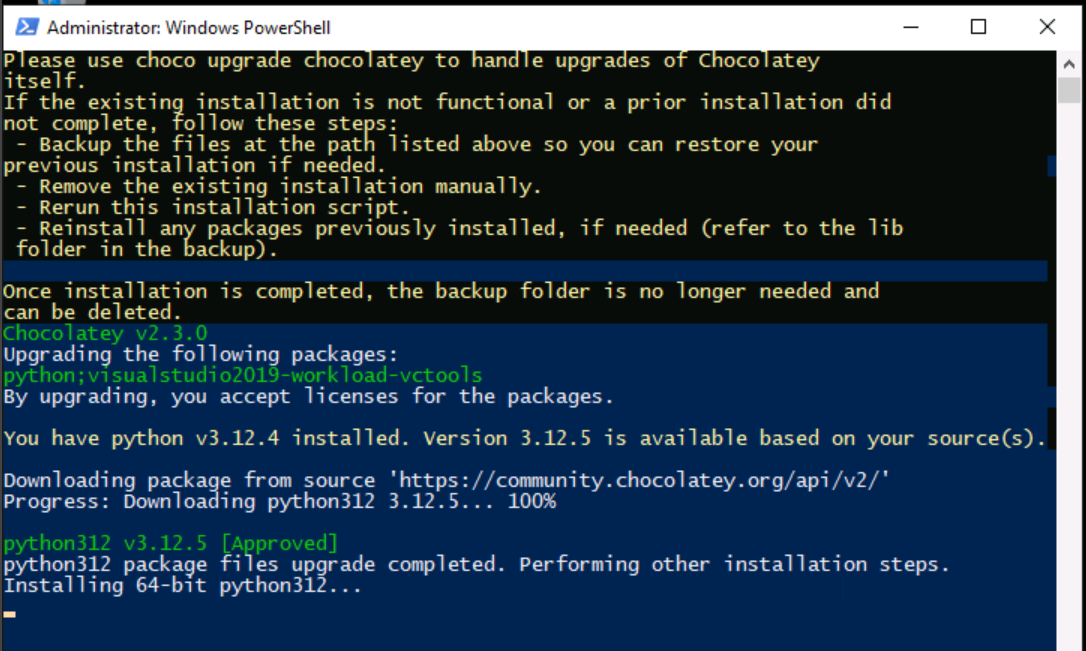 Administrator: Windows PowerShell
Please use choco upgrade chocolatey to handle upgrades of Chocolatey
itself.
If the existing installation is not functional or a prior installation did
not complete, follow these steps:
 - Backup the files at the path listed above so you can restore your
previous installation if needed.
 - Remove the existing installation manually.
 - Rerun this installation script.
 - Reinstall any packages previously installed, if needed (refer to the lib
 folder in the backup).
Once installation is completed, the backup folder is no longer needed and
can be deleted.
Chocolatey v2.3.0
Upgrading the following packages:
python;visualstudio2019-workload-vctools
By upgrading, you accept licenses for the packages.
You have python v3.12.4 installed. Version 3.12.5 is available based on your source(s).
Downloading package from source 'https://community.chocolatey.org/api/v2/'
Progress: Downloading python312 3.12.5... 100%
python312 v3.12.5 [Approved]
python312 package files upgrade completed. Performing other installation steps.
Installing 64-bit python312...